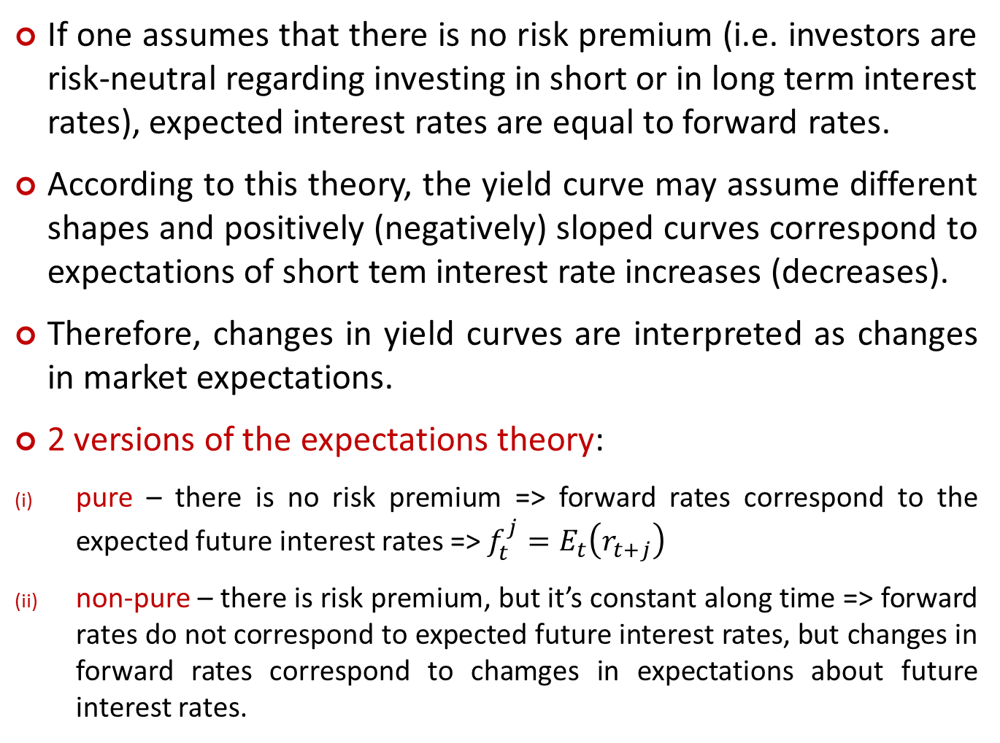 If one assumes that there is no risk premium (i.e. investors are
risk-neutral regarding investing in short or in long term interest
rates), expected interest rates are equal to forward rates.
According to this theory, the yield curve may assume different
shapes and positively (negatively) sloped curves correspond to
expectations of short tem interest rate increases (decreases).
Therefore, changes in yield curves are interpreted as changes
in market expectations.
2 versions of the expectations theory:
(i) pure – there is no risk premium => forward rates correspond to the
expected future interest rates => $f_t^j = E_t(r_{t+j})$
(ii) non-pure – there is risk premium, but it’s constant along time => forward
rates do not correspond to expected future interest rates, but changes in
forward rates correspond to chamges in expectations about future
interest rates.